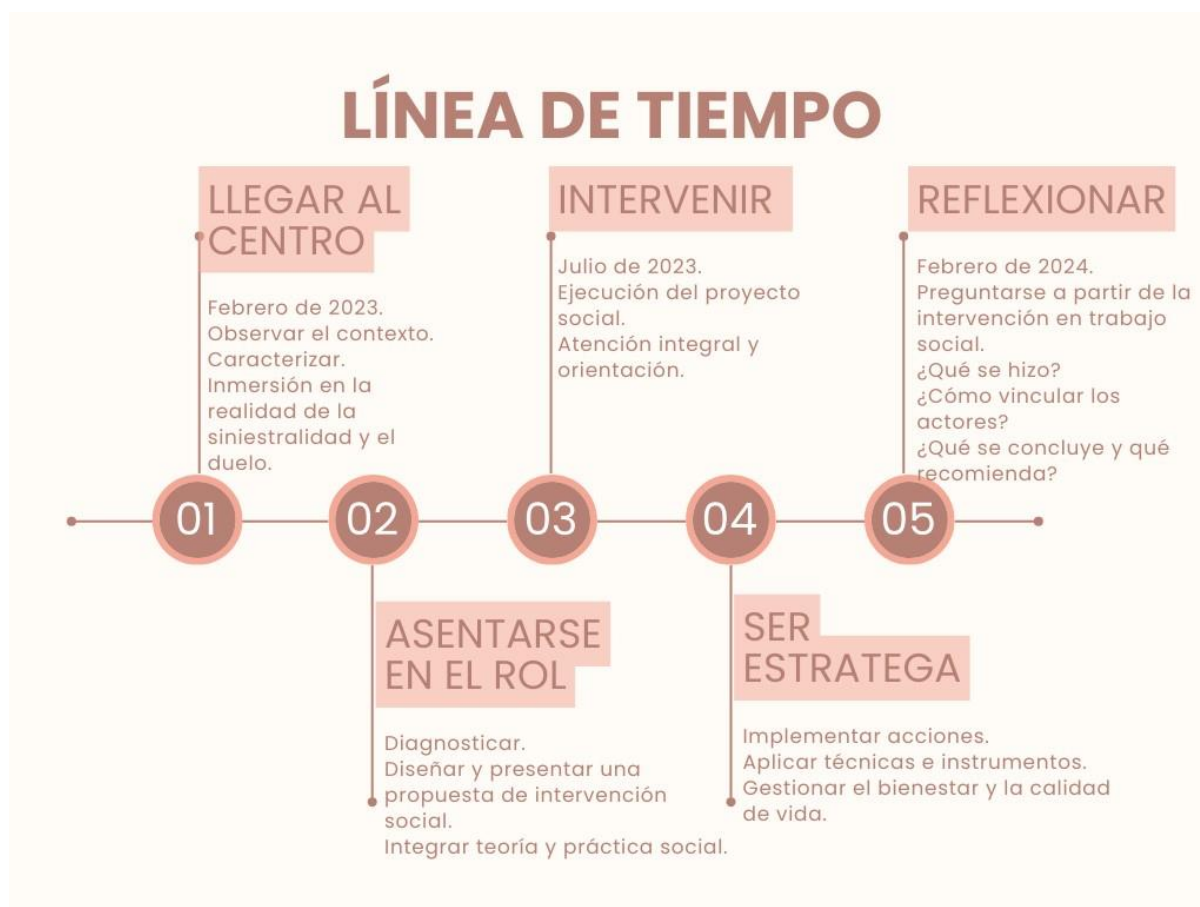 LÍNEA DE TIEMPO
LLEGAR AL
CENTRO
Febrero de 2023.
Observar el contexto.
Caracterizar.
Inmersión en la
realidad de la
siniestralidad y el
duelo.
INTERVENIR
Julio de 2023.
Ejecución del proyecto
social.
Atención integral y
orientación.
REFLEXIONAR
Febrero de 2024.
Preguntarse a partir de la
intervención en trabajo
social.
¿Qué se hizo?
¿Cómo vincular los
actores?
¿Qué se concluye y qué
recomienda?
01
02
03
04
05
ASENTARSE
EN EL ROL
Diagnosticar.
Diseñar y presentar una
propuesta de intervención
social.
Integrar teoría y práctica social.
SER
ESTRATEGA
Implementar acciones.
Aplicar técnicas e instrumentos.
Gestionar el bienestar y la calidad
de vida.